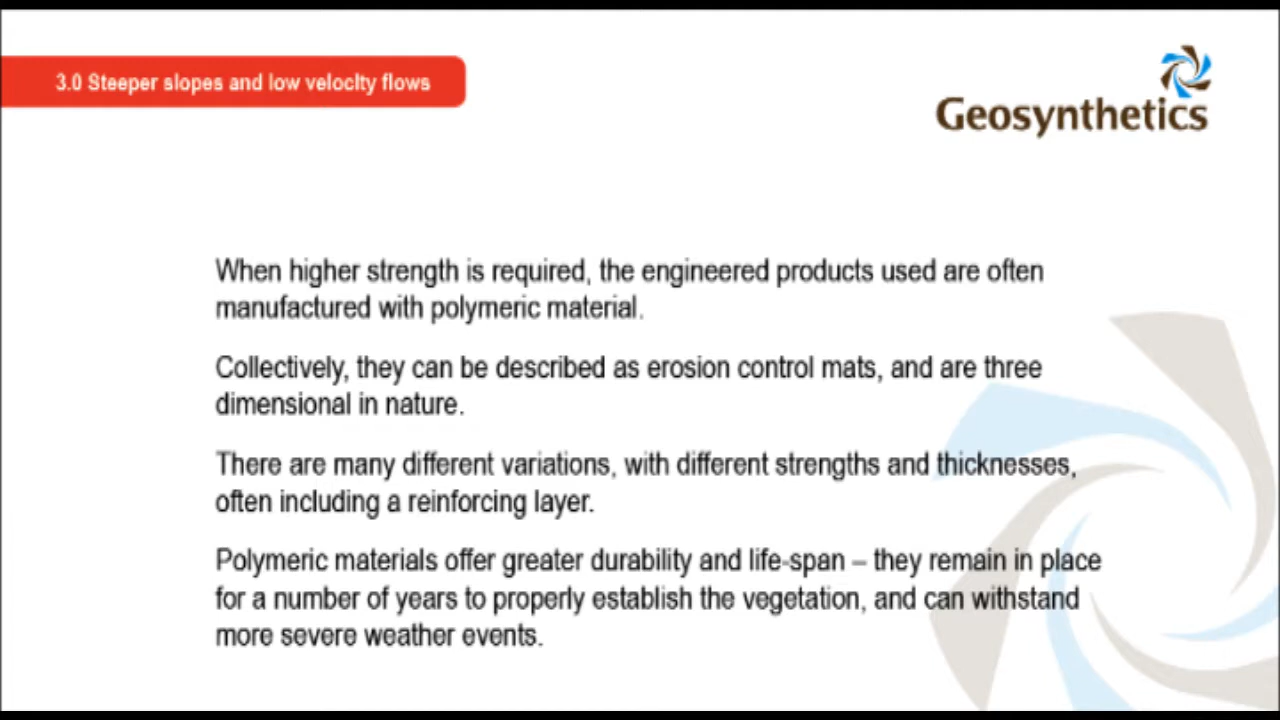 3.0 Steeper slopes and low velocity flows
Geosynthetics
When higher strength is required, the engineered products used are often
manufactured with polymeric material.
Collectively, they can be described as erosion control mats, and are three
dimensional in nature.
There are many different variations, with different strengths and thicknesses,
often including a reinforcing layer.
Polymeric materials offer greater durability and life-span – they remain in place
for a number of years to properly establish the vegetation, and can withstand
more severe weather events.